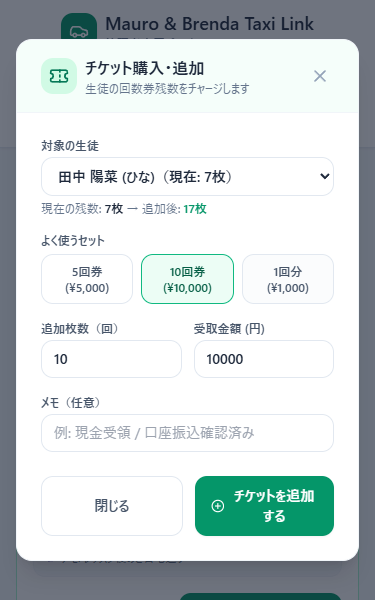 Mauro & Brenda Taxi Link
チケット購入・追加
生徒の回数券残数をチャージします
対象の生徒
田中 陽菜 (ひな)（現在: 7枚）
現在の残数: 7枚 → 追加後: 17枚
よく使うセット
5回券
(¥5,000)
10回券
(¥10,000)
1回分
(¥1,000)
追加枚数（回）
受取金額 (円)
10
10000
メモ（任意）
例: 現金受領 / 口座振込確認済み
閉じる
チケットを追加
する